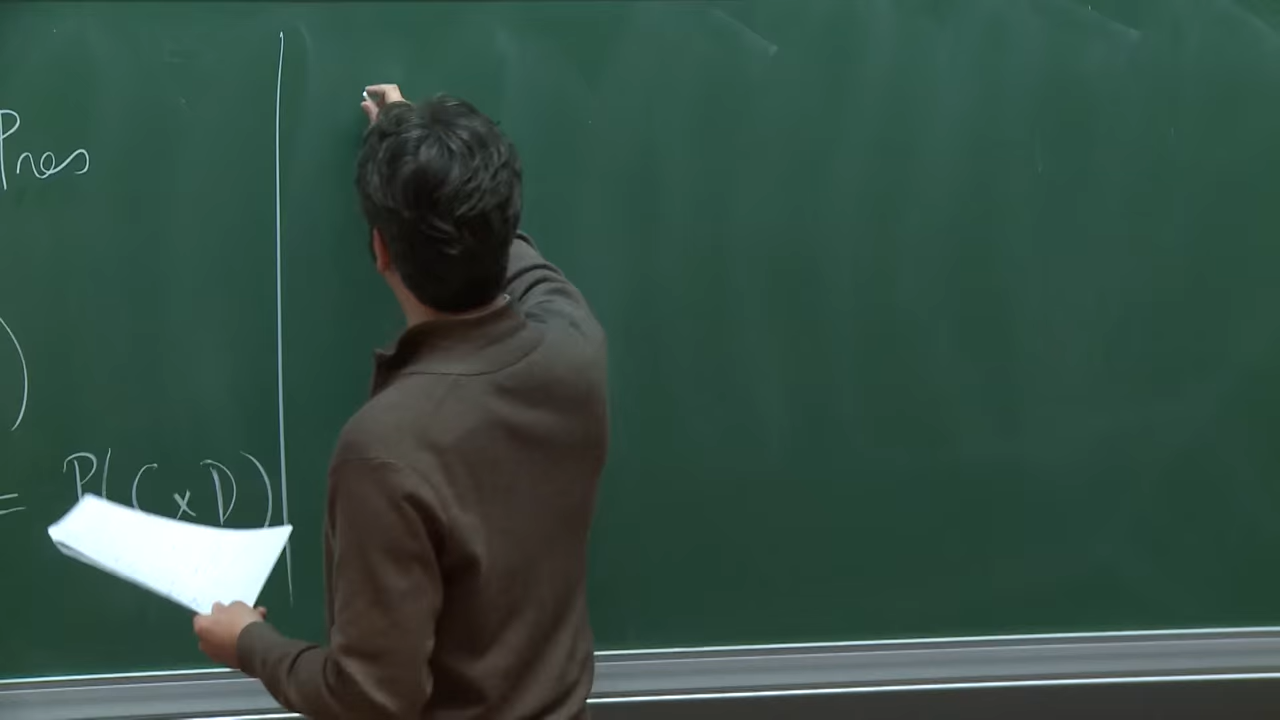 Pres
)
= P(C × D)